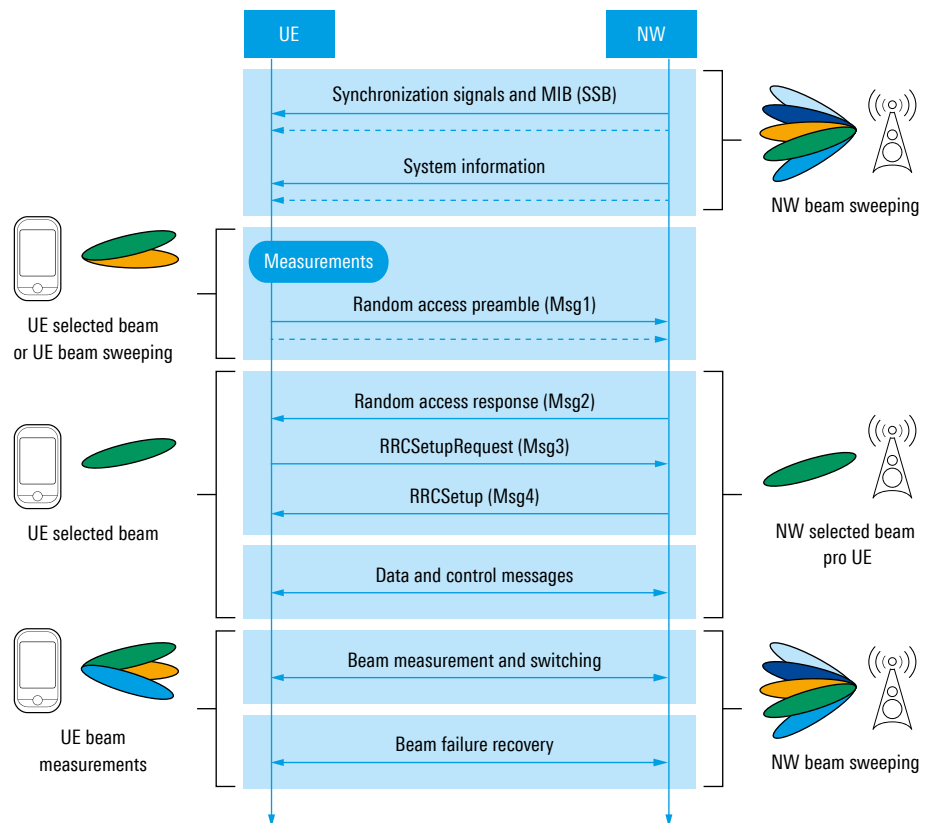 UE
NW
Synchronization signals and MIB (SSB)
System information
NW beam sweeping
Measurements
Random access preamble (Msg1)
UE selected beam
or UE beam sweeping
Random access response (Msg2)
RRCSetupRequest (Msg3)
RRCSetup (Msg4)
UE selected beam
NW selected beam
pro UE
Data and control messages
Beam measurement and switching
UE beam
measurements
Beam failure recovery
NW beam sweeping